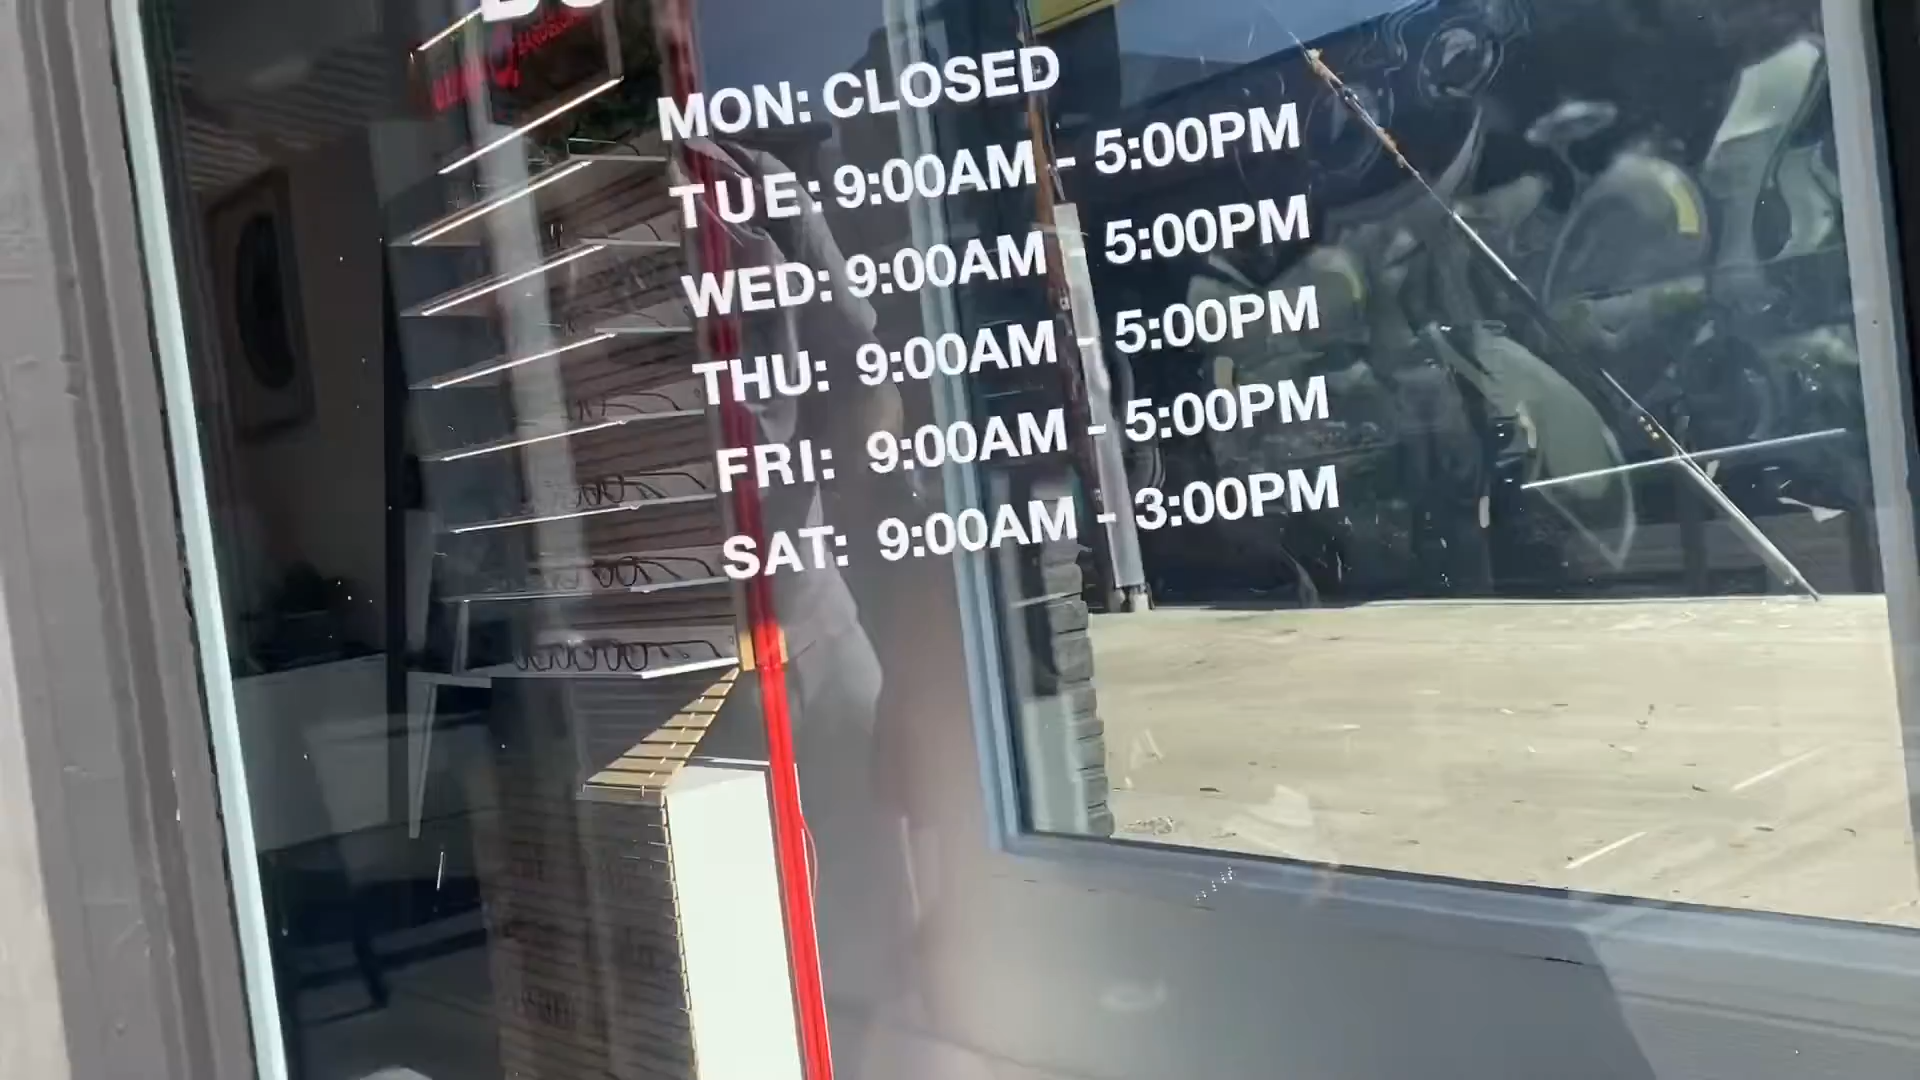 MON: CLOSED
TUE: 9:00AM - 5:00PM
WED: 9:00AM - 5:00PM
THU: 9:00AM - 5:00PM
FRI: 9:00AM - 5:00PM
SAT: 9:00AM - 3:00PM